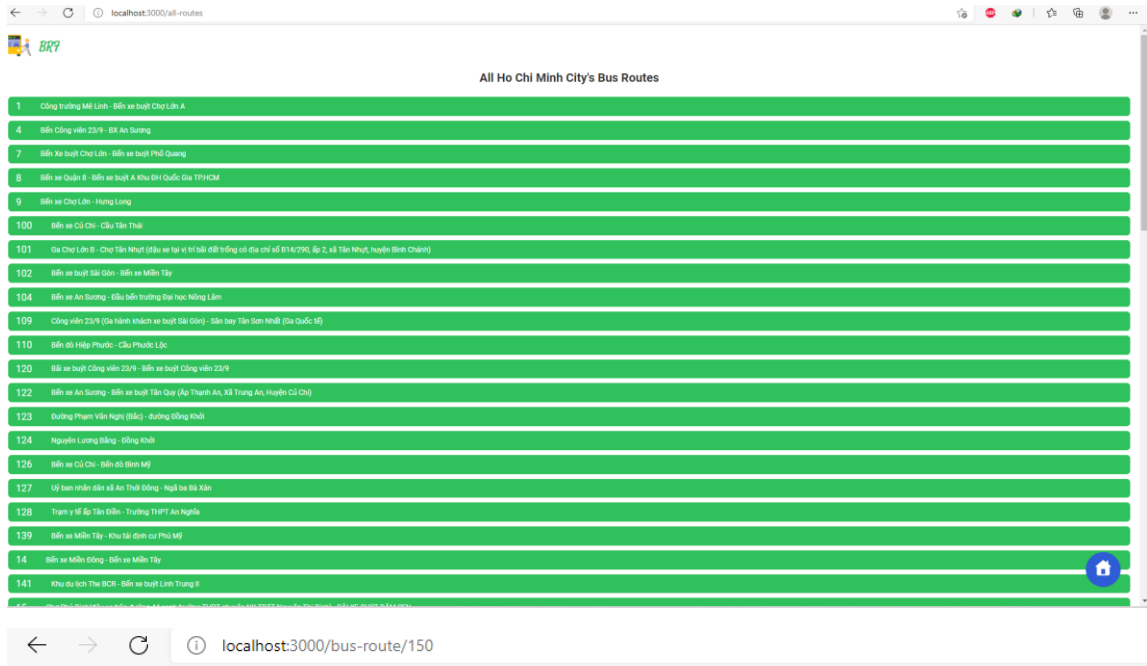 localhost:3000/all-routes
BRF
All Ho Chi Minh City's Bus Routes
1 Công trường Mê Linh - Bến xe buýt Chợ Lớn A
4 Bến Công viên 23/9 - BX An Sương
7 Bến Xe buýt Chợ Lớn - Bến xe buýt Phổ Quang
8 Bến xe Quận 8 - Bến xe buýt A Khu ĐH Quốc Gia TP.HCM
9 Bến xe Chợ Lớn - Hưng Long
100 Bến xe Củ Chi - Cầu Tân Thái
101 Ga Chợ Lớn B - Chợ Tân Nhựt (đậu xe tại vị trí bãi đất trống có địa chỉ số B14/290, ấp 2, xã Tân Nhựt, huyện Bình Chánh)
102 Bến xe buýt Sài Gòn - Bến xe Miền Tây
104 Bến xe An Sương - Đầu bến trường Đại học Nông Lâm
109 Công viên 23/9 (Ga hành khách xe buýt Sài Gòn) - Sân bay Tân Sơn Nhất (Ga Quốc tế)
110 Bến đò Hiệp Phước - Cầu Phước Lộc
120 Bãi xe buýt Công viên 23/9 - Bến xe buýt Công viên 23/9
122 Bến xe An Sương - Bến xe buýt Tân Quy (Ấp Thạnh An, Xã Trung An, Huyện Củ Chi)
123 Đường Phạm Văn Nghị (Bắc) - đường Đồng Khởi
124 Nguyễn Lương Bằng - Đồng Khởi
126 Bến xe Củ Chi - Bến đò Bình Mỹ
127 Uỷ ban nhân dân xã An Thới Đông - Ngã ba Bà Xán
128 Trạm y tế ấp Tân Điền - Trường THPT An Nghĩa
139 Bến xe Miền Tây - Khu tái định cư Phú Mỹ
14 Bến xe Miền Đông - Bến xe Miền Tây
141 Khu du lịch The BCR - Bến xe buýt Linh Trung II
localhost:3000/bus-route/150